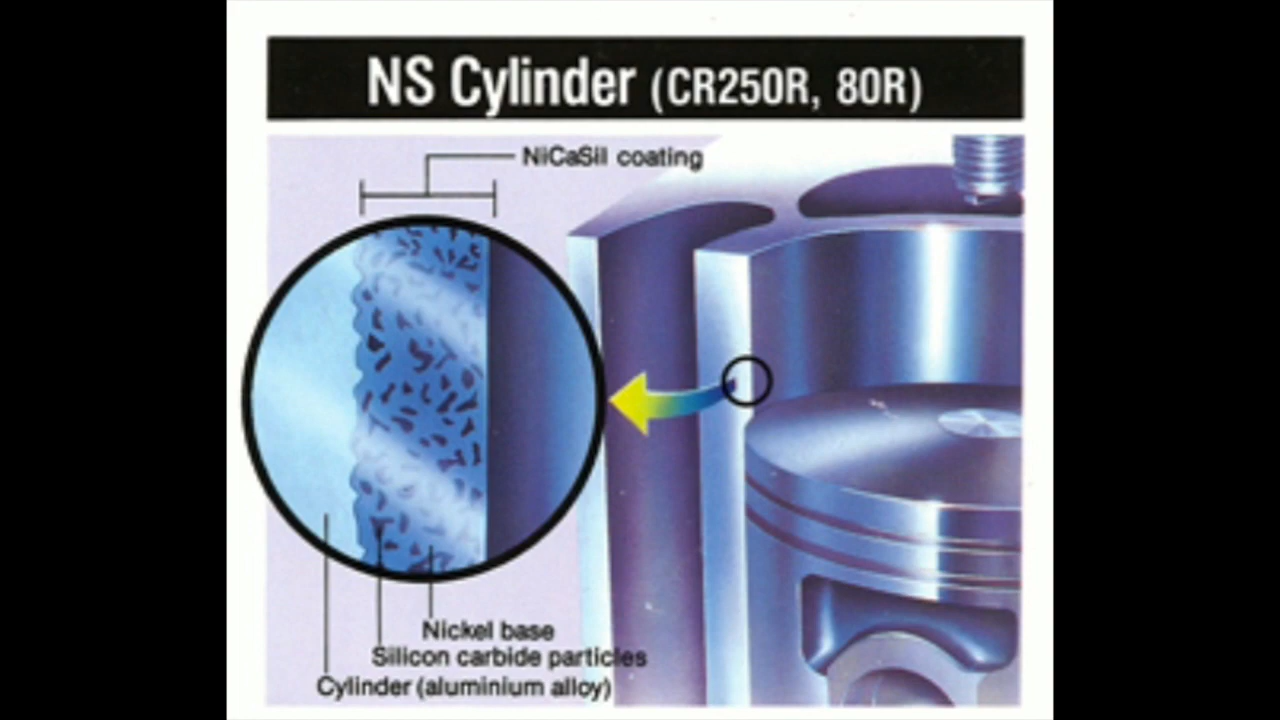 NS Cylinder (CR250R, 80R)
NiCaSil coating
Nickel base
Silicon carbide particles
Cylinder (aluminium alloy)